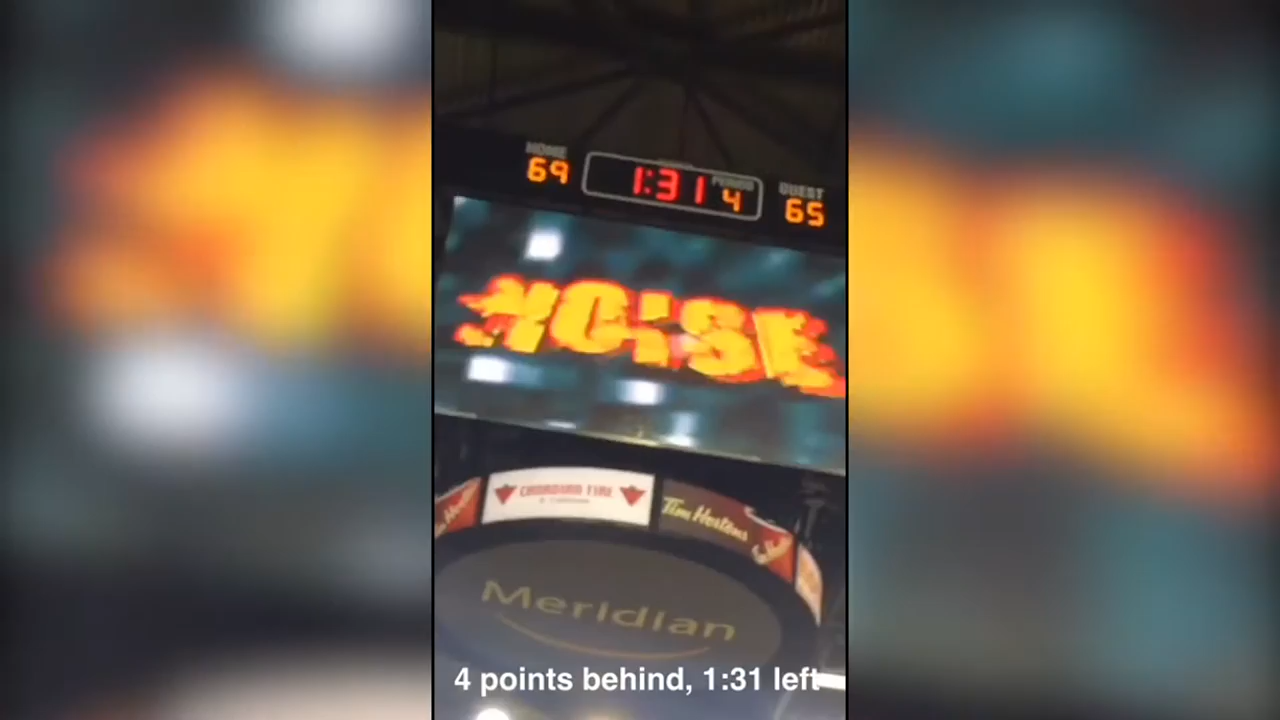 HOME
69
1:31
PERIOD
4
GUEST
65
NOISE
CANADIAN TIRE
Tim Hortons
Meridian
4 points behind, 1:31 left